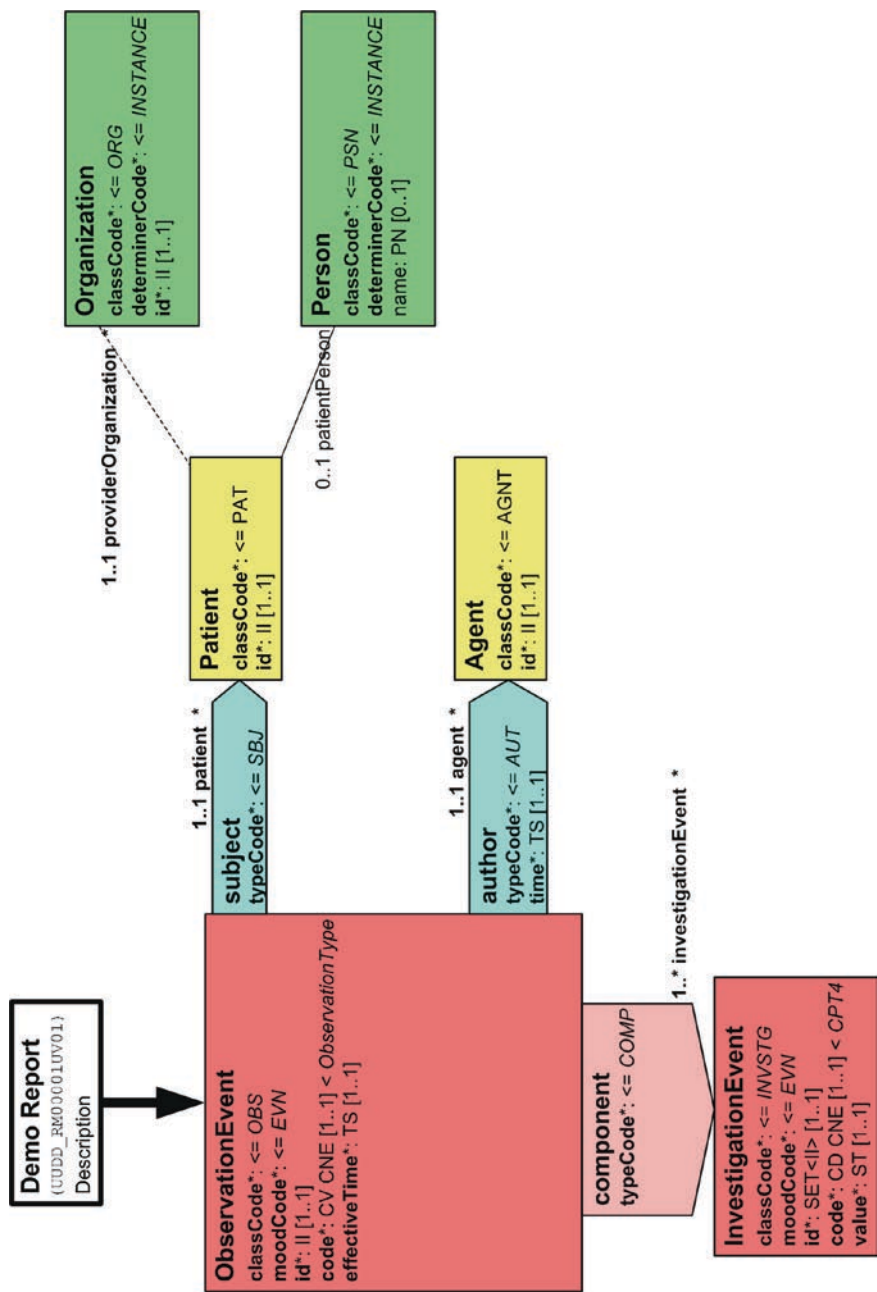 Demo Report
(UUDD_RM00001UV01)
Description
ObservationEvent
classCode*: <= OBS
moodCode*: <= EVN
id*: II [1..1]
code*: CV CNE [1..1] < ObservationType
effectiveTime*: TS [1..1]
subject
typeCode*: <= SBJ
1..1 patient *
Patient
classCode*: <= PAT
id*: II [1..1]
1..1 providerOrganization *
Organization
classCode*: <= ORG
determinerCode*: <= INSTANCE
id*: II [1..1]
0..1 patientPerson
Person
classCode*: <= PSN
determinerCode*: <= INSTANCE
name: PN [0..1]
author
typeCode*: <= AUT
time*: TS [1..1]
1..1 agent *
Agent
classCode*: <= AGNT
id*: II [1..1]
component
typeCode*: <= COMP
1..* investigationEvent *
InvestigationEvent
classCode*: <= INVSTG
moodCode*: <= EVN
id*: SET<II> [1..1]
code*: CD CNE [1..1] < CPT4
value*: ST [1..1]